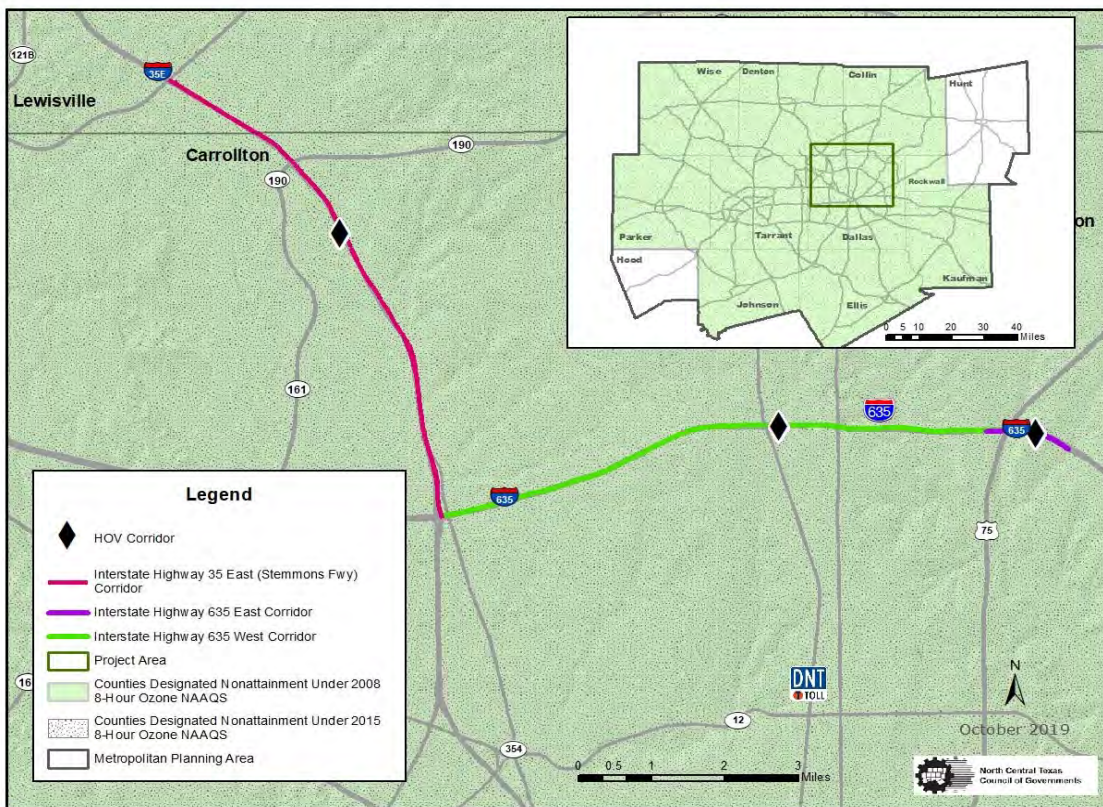 121B
35E
Lewisville
Carrollton
190
190
161
635
635
635
75
DNT
TOLL
12
354
16
on
Wise
Denton
Collin
Hunt
Rockwall
Parker
Tarrant
Dallas
Hood
Kaufman
Johnson
Ellis
0 5 10 20 30 40
Miles
Legend
HOV Corridor
Interstate Highway 35 East (Stemmons Fwy)
Corridor
Interstate Highway 635 East Corridor
Interstate Highway 635 West Corridor
Project Area
Counties Designated Nonattainment Under 2008
8-Hour Ozone NAAQS
Counties Designated Nonattainment Under 2015
8-Hour Ozone NAAQS
Metropolitan Planning Area
0 0.5 1 2 3
Miles
N
October 2019
North Central Texas
Council of Governments